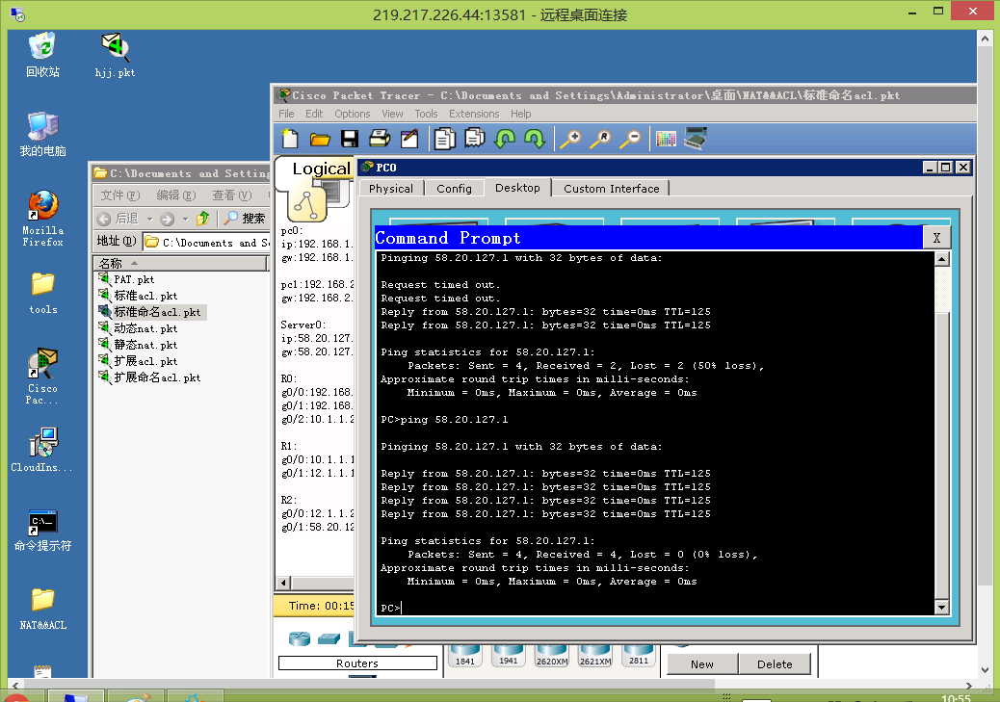 219.217.226.44:13581 - 远程桌面连接
回收站
hjj.pkt
我的电脑
Mozilla
Firefox
tools
Cisco
Pac...
CloudIns...
命令提示符
NAT&&ACL
C:\Documents and Setting
文件(F) 编辑(E) 查看(V)
后退 搜索
地址(D) C:\Documents and S
名称
PAT.pkt
标准acl.pkt
标准命名acl.pkt
动态nat.pkt
静态nat.pkt
扩展acl.pkt
扩展命名acl.pkt
Cisco Packet Tracer - C:\Documents and Settings\Administrator\桌面\NAT&&ACL\标准命名acl.pkt
File Edit Options View Tools Extensions Help
Logical
pc0:
ip:192.168.1.
gw:192.168.1.
pc1:192.168.2
gw:192.168.2.
Server0:
ip:58.20.127.
gw:58.20.127.
R0:
g0/0:192.168.
g0/1:192.168.
g0/2:10.1.1.2
R1:
g0/0:10.1.1.1
g0/1:12.1.1.1
R2:
g0/0:12.1.1.2
g0/1:58.20.12
Time: 00:15
Routers
1841 1941 2620XM 2621XM 2811
New Delete
PC0
Physical Config Desktop Custom Interface
Command Prompt X
Pinging 58.20.127.1 with 32 bytes of data:
Request timed out.
Request timed out.
Reply from 58.20.127.1: bytes=32 time=0ms TTL=125
Reply from 58.20.127.1: bytes=32 time=0ms TTL=125
Ping statistics for 58.20.127.1:
Packets: Sent = 4, Received = 2, Lost = 2 (50% loss),
Approximate round trip times in milli-seconds:
Minimum = 0ms, Maximum = 0ms, Average = 0ms
PC>ping 58.20.127.1
Pinging 58.20.127.1 with 32 bytes of data:
Reply from 58.20.127.1: bytes=32 time=0ms TTL=125
Reply from 58.20.127.1: bytes=32 time=0ms TTL=125
Reply from 58.20.127.1: bytes=32 time=0ms TTL=125
Reply from 58.20.127.1: bytes=32 time=0ms TTL=125
Ping statistics for 58.20.127.1:
Packets: Sent = 4, Received = 4, Lost = 0 (0% loss),
Approximate round trip times in milli-seconds:
Minimum = 0ms, Maximum = 0ms, Average = 0ms
PC>
10:55